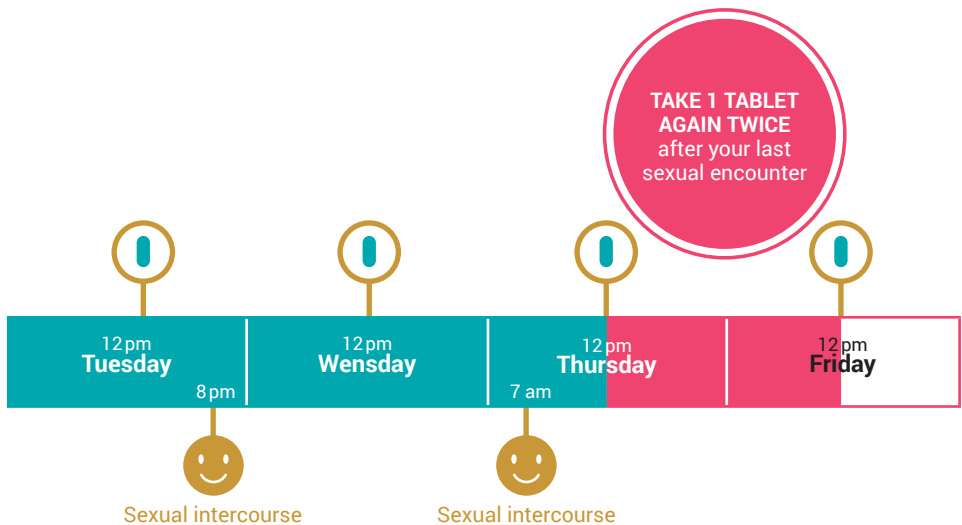 TAKE 1 TABLET
AGAIN TWICE
after your last
sexual encounter
12 pm
Tuesday
8 pm
12 pm
Wensday
12 pm
Thursday
7 am
12 pm
Friday
Sexual intercourse
Sexual intercourse